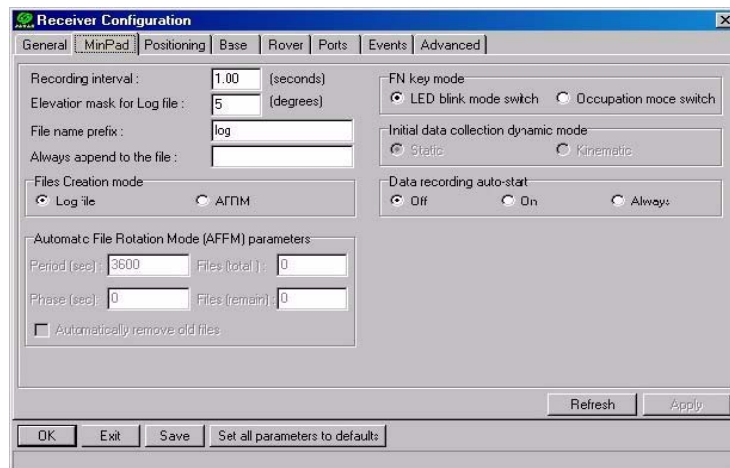 Receiver Configuration
General MinPad Positioning Base Rover Ports Events Advanced
Recording interval : 1.00 (seconds)
Elevation mask for Log file : 5 (degrees)
File name prefix : log
Always append to the file :
Files Creation mode
Log file AFRM
Automatc File Rotation Mode (AFFM) parameters
Period (sec) : 3600 Files (total ) : 0
Phase (sec): 0 Files (remain) : 0
Automatically remove old files
FN key mode
LED blink mode switch Occupation moce switch
Initial data collection dynamic mode
Static Kinematic
Data recording auto-start
Off On Always
Refresh Apply
OK Exit Save Set all parameters to defaults